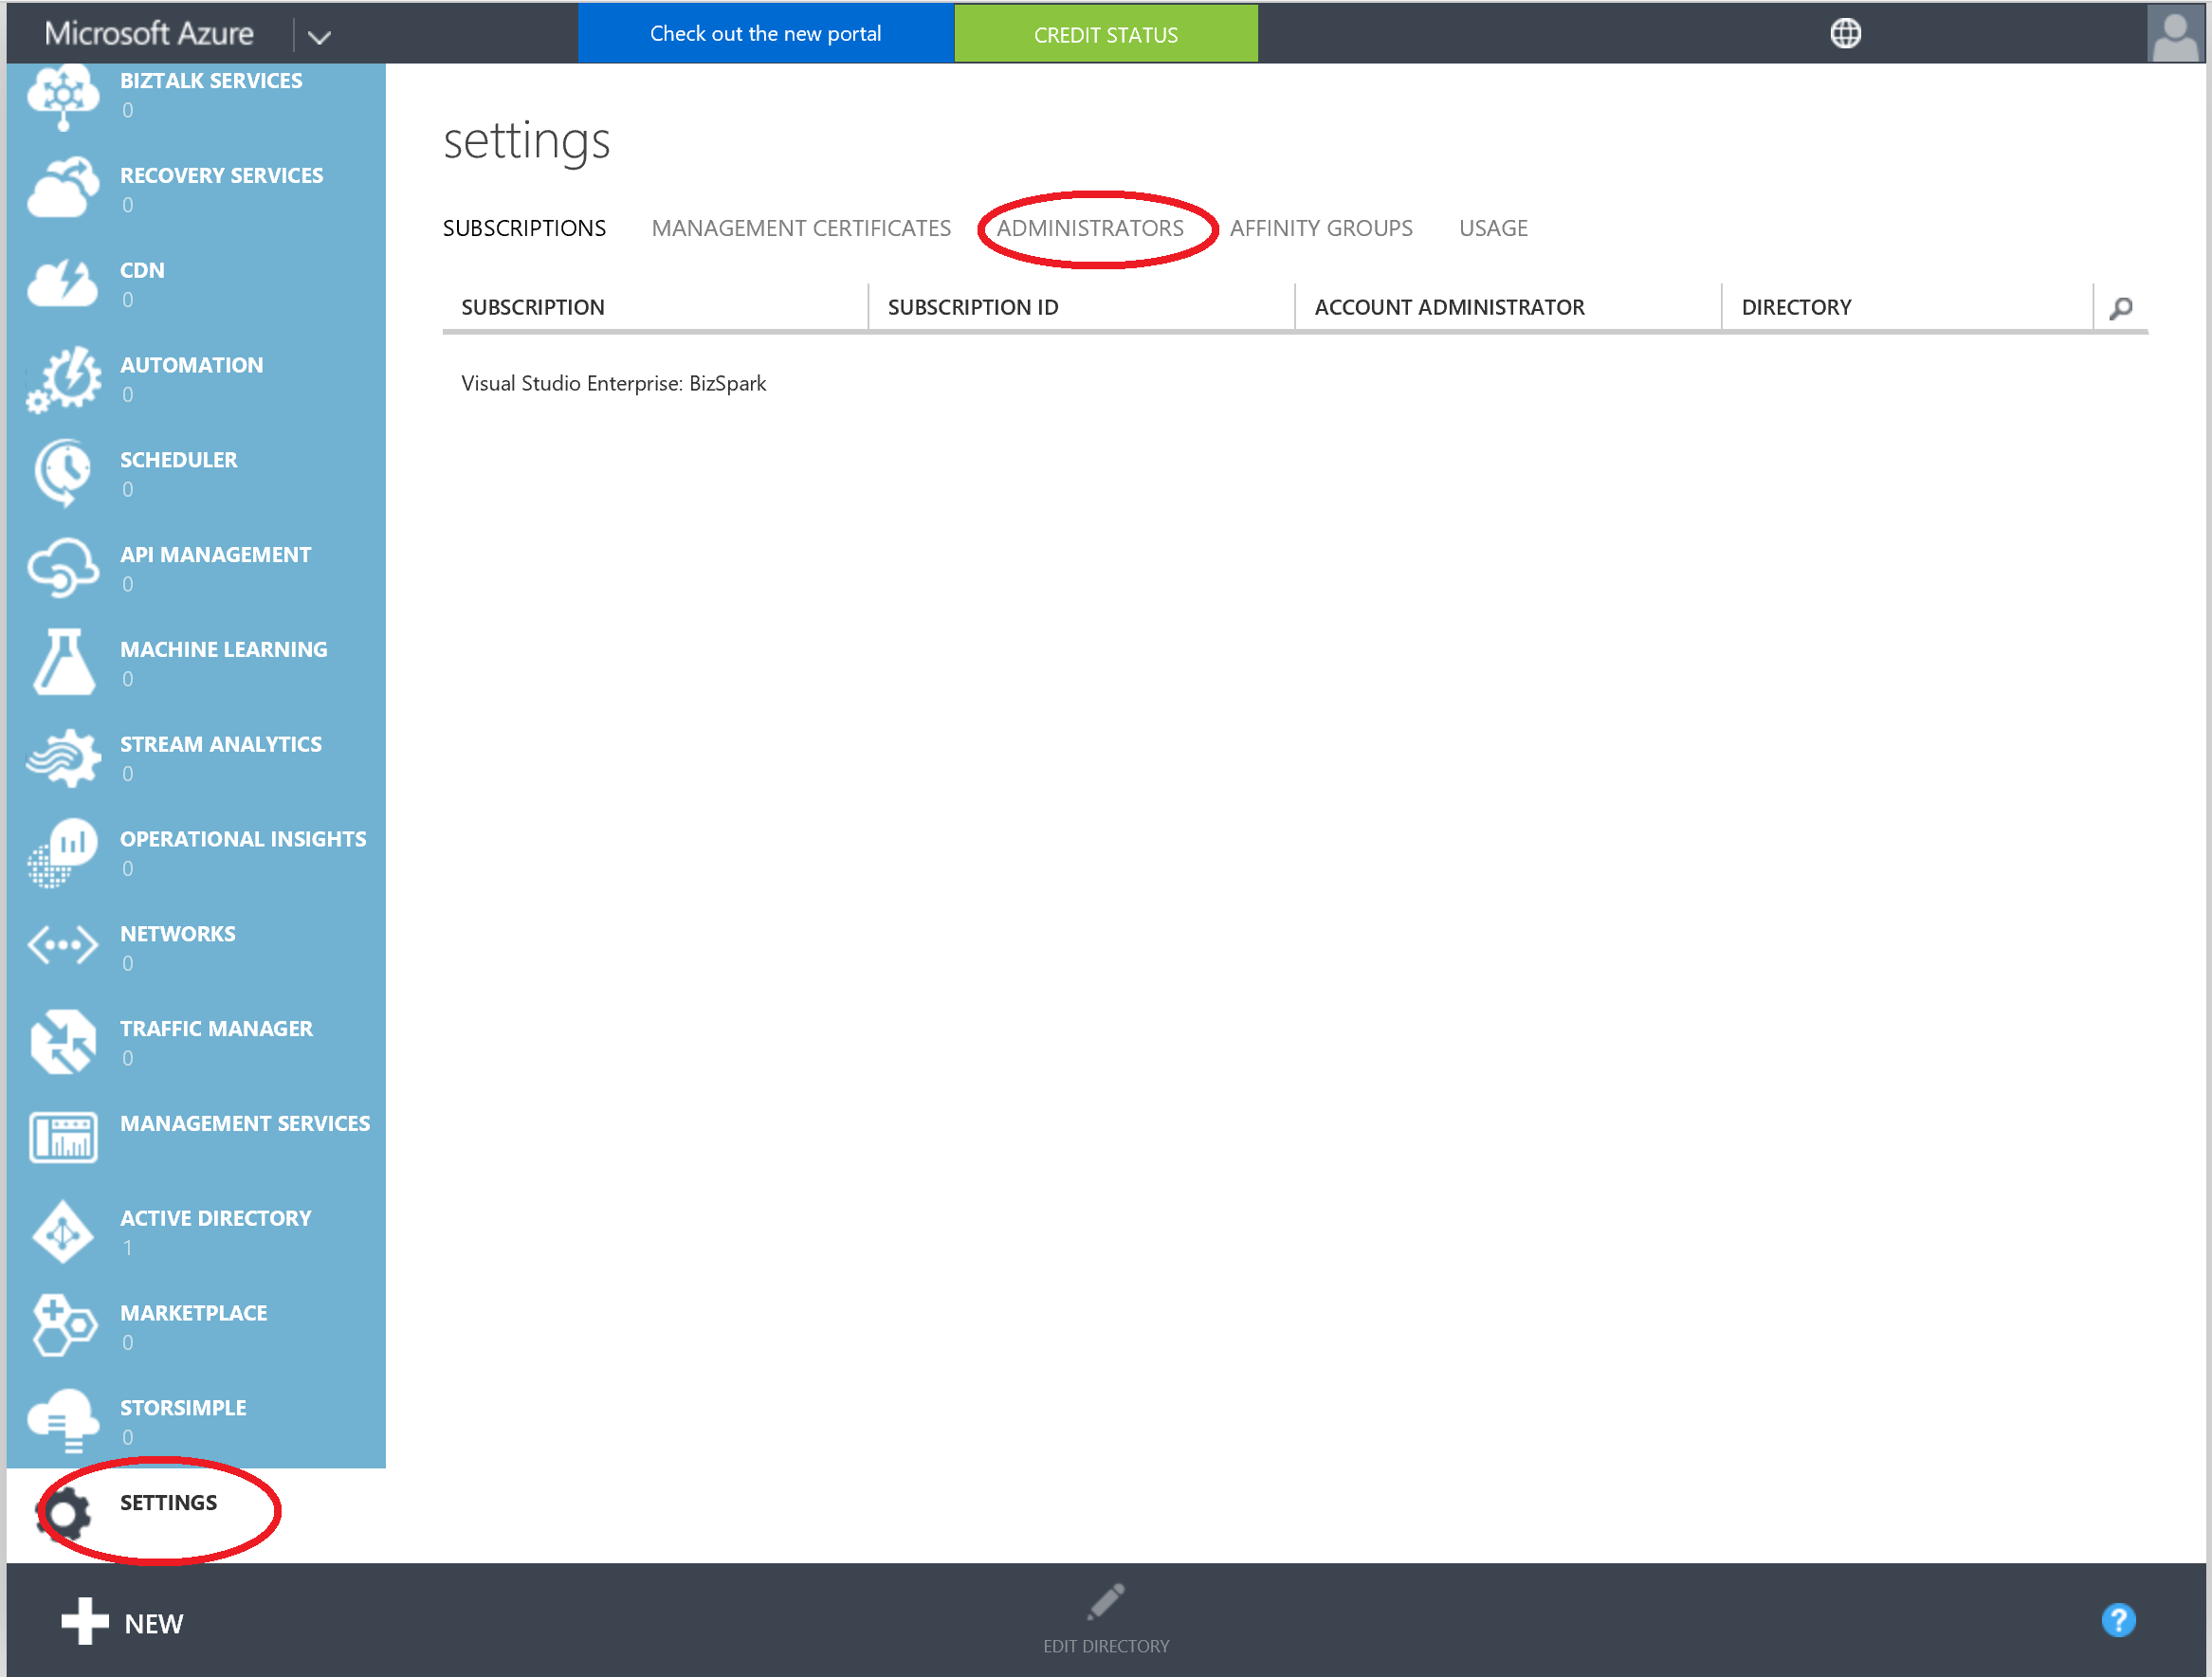 Microsoft Azure
Check out the new portal
CREDIT STATUS
BIZTALK SERVICES
0
RECOVERY SERVICES
0
CDN
0
AUTOMATION
0
SCHEDULER
0
API MANAGEMENT
0
MACHINE LEARNING
0
STREAM ANALYTICS
0
OPERATIONAL INSIGHTS
0
NETWORKS
0
TRAFFIC MANAGER
0
MANAGEMENT SERVICES
ACTIVE DIRECTORY
1
MARKETPLACE
0
STORSIMPLE
0
SETTINGS
settings
SUBSCRIPTIONS MANAGEMENT CERTIFICATES ADMINISTRATORS AFFINITY GROUPS USAGE
SUBSCRIPTION SUBSCRIPTION ID ACCOUNT ADMINISTRATOR DIRECTORY
Visual Studio Enterprise: BizSpark
NEW
EDIT DIRECTORY
?